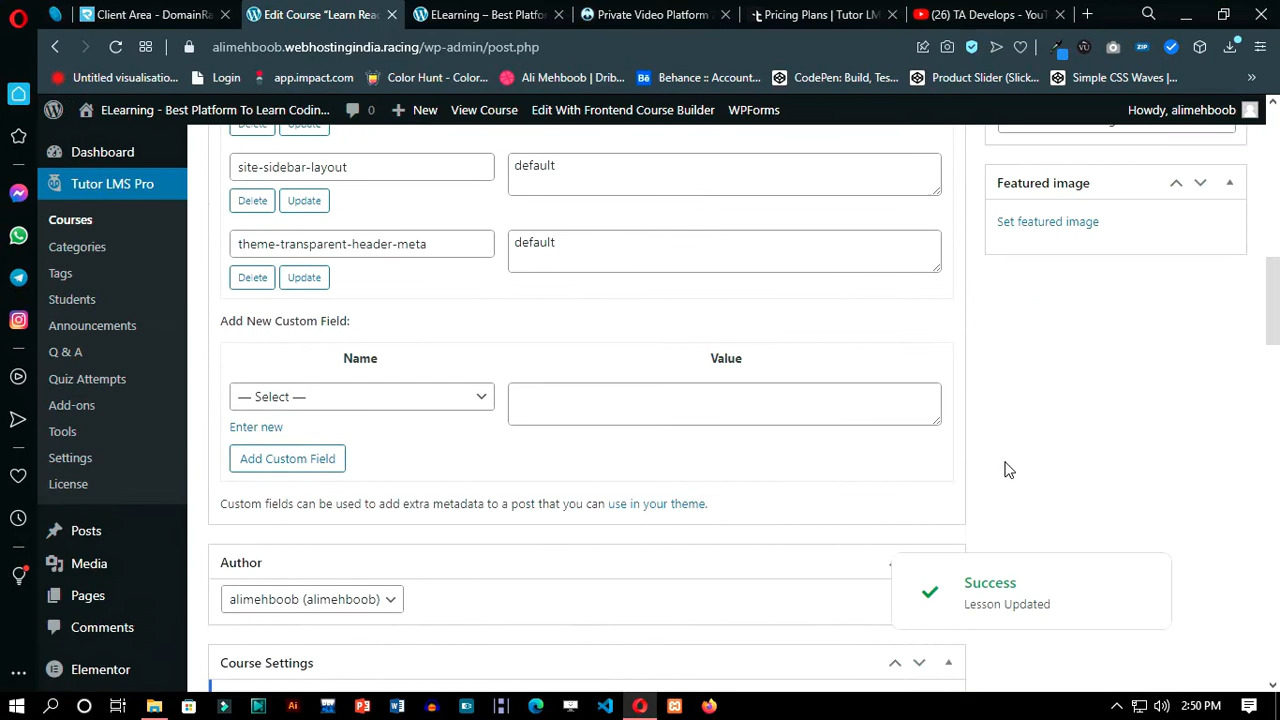 Client Area - DomainRa
Edit Course “Learn Rea
ELearning – Best Platfo
Private Video Platform
Pricing Plans | Tutor LM
(26) TA Develops - You
alimehboob.webhostingindia.racing/wp-admin/post.php
Untitled visualisatio...
Login
app.impact.com
Color Hunt - Color...
Ali Mehboob | Drib...
Behance :: Account...
CodePen: Build, Tes...
Product Slider (Slick...
Simple CSS Waves |...
ELearning - Best Platform To Learn Codin...
0
New
View Course
Edit With Frontend Course Builder
WPForms
Howdy, alimehboob
Dashboard
Tutor LMS Pro
Courses
Categories
Tags
Students
Announcements
Q & A
Quiz Attempts
Add-ons
Tools
Settings
License
Posts
Media
Pages
Comments
Elementor
Delete
Update
site-sidebar-layout
default
Delete
Update
theme-transparent-header-meta
default
Delete
Update
Add New Custom Field:
Name
Value
— Select —
Enter new
Add Custom Field
Custom fields can be used to add extra metadata to a post that you can use in your theme.
Author
alimehboob (alimehboob)
Course Settings
Featured image
Set featured image
Success
Lesson Updated
2:50 PM